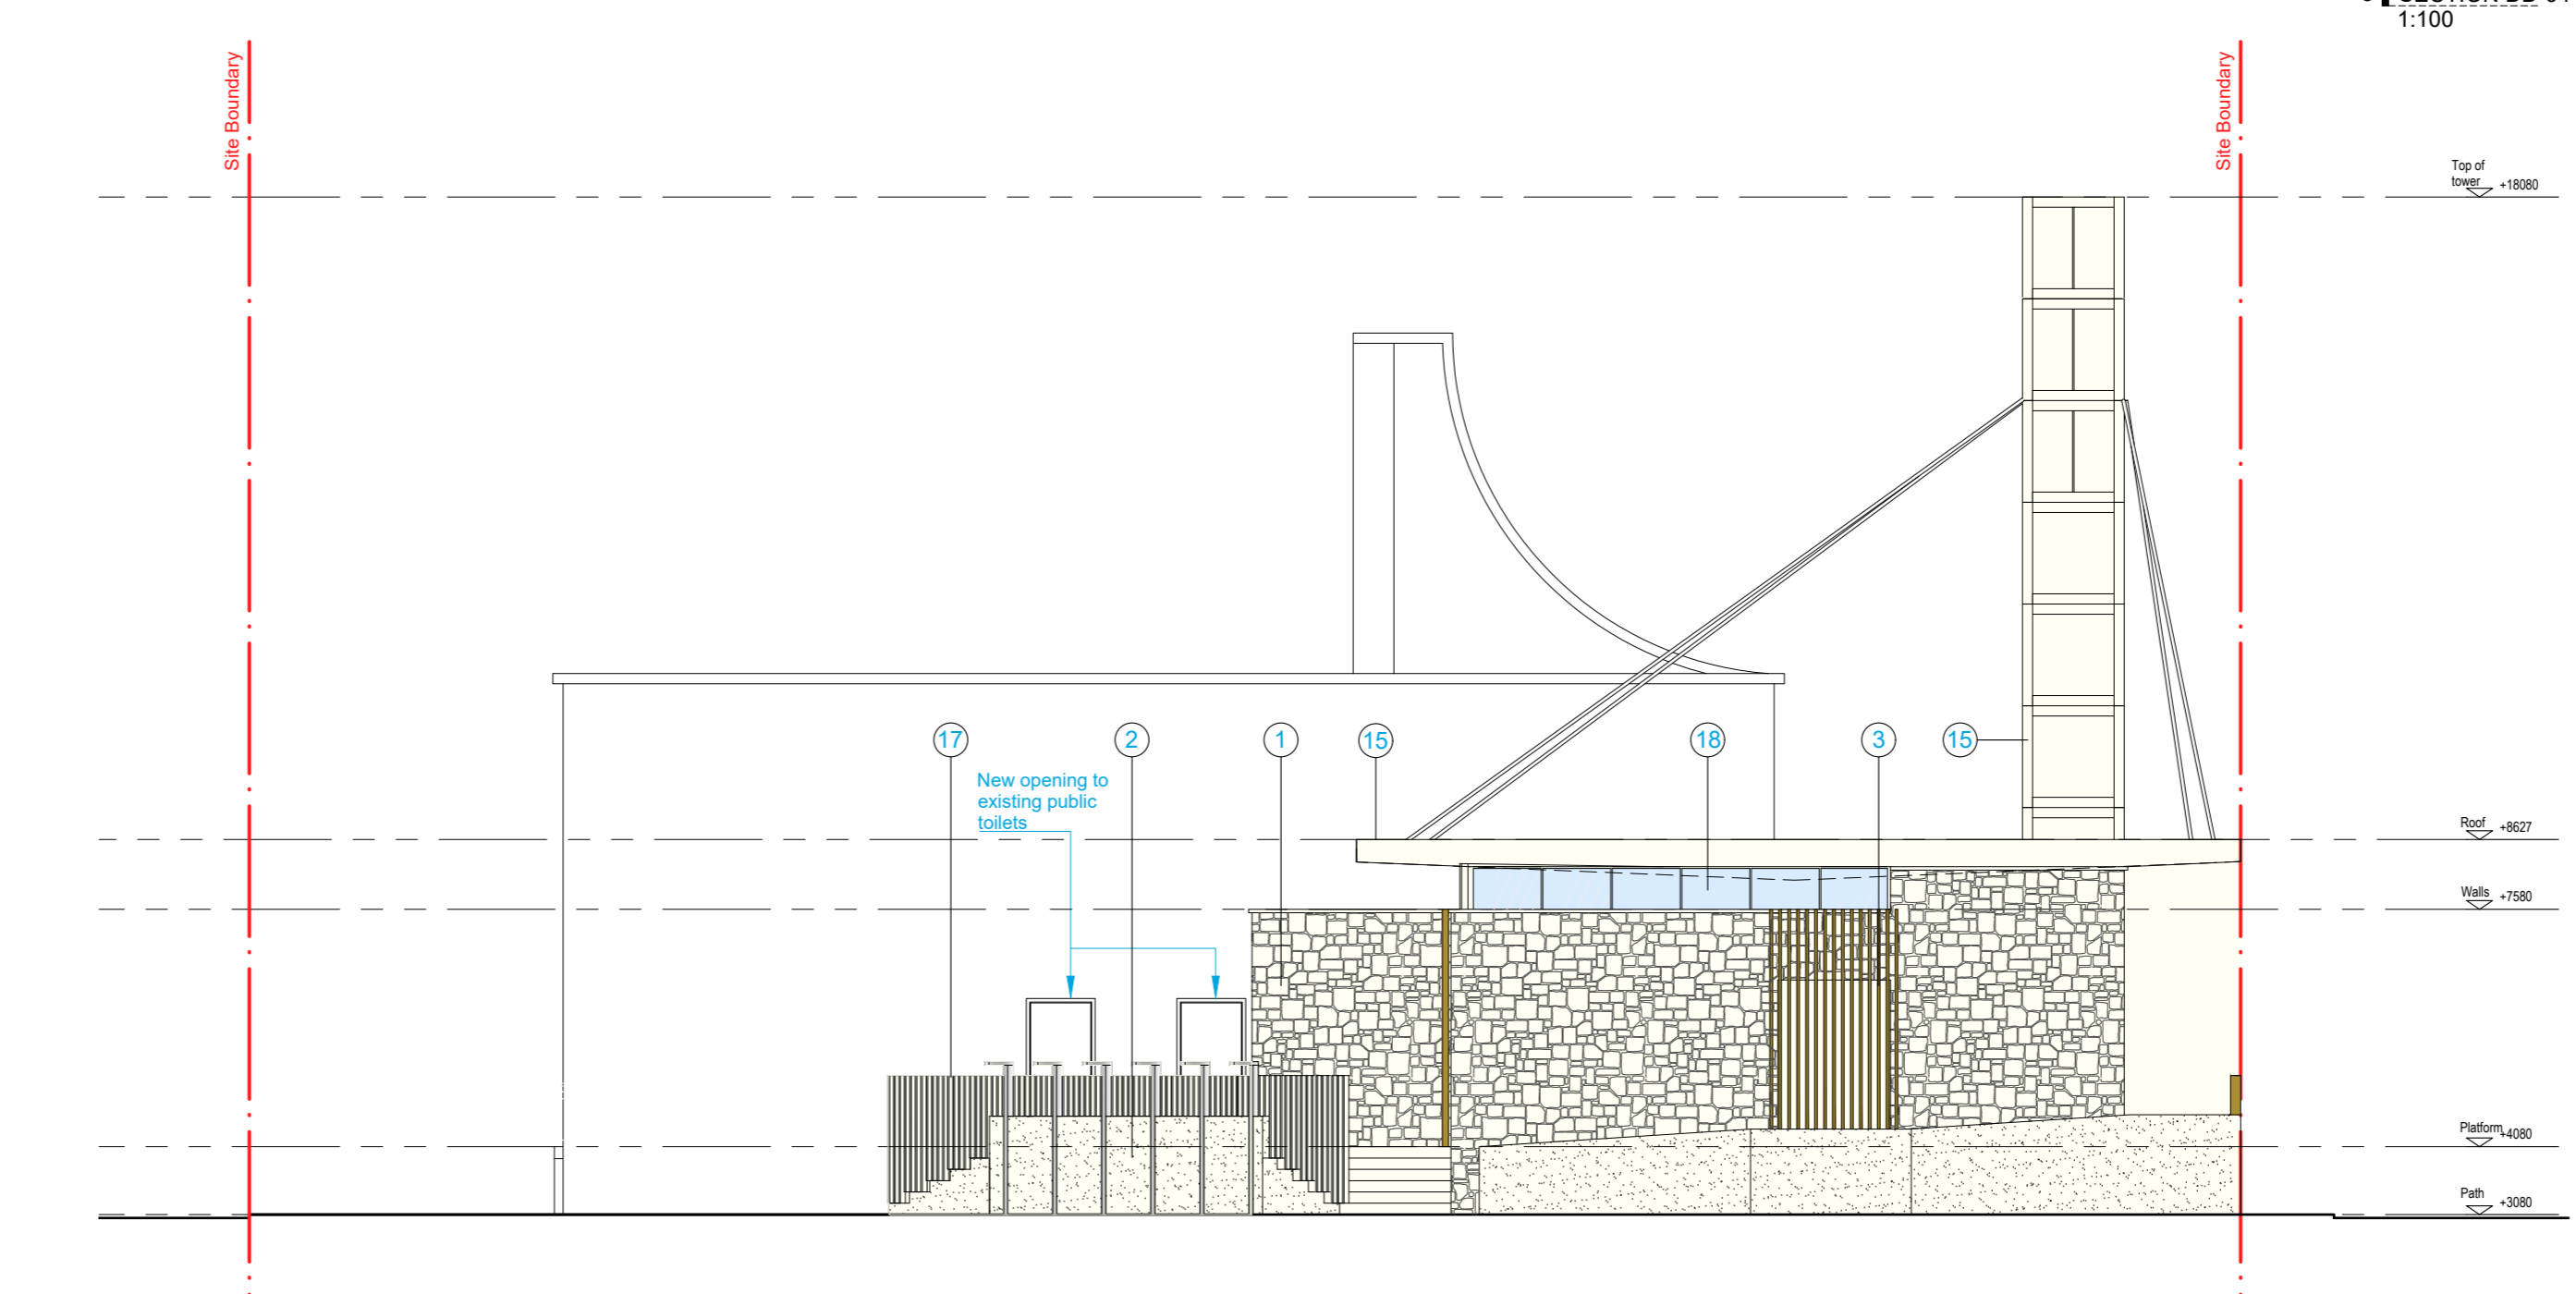 1:100
Site Boundary
Site Boundary
Top of
tower +18080
17
2
1
15
18
3
15
New opening to
existing public
toilets
Roof +8627
Walls +7580
Platform +4080
Path +3080